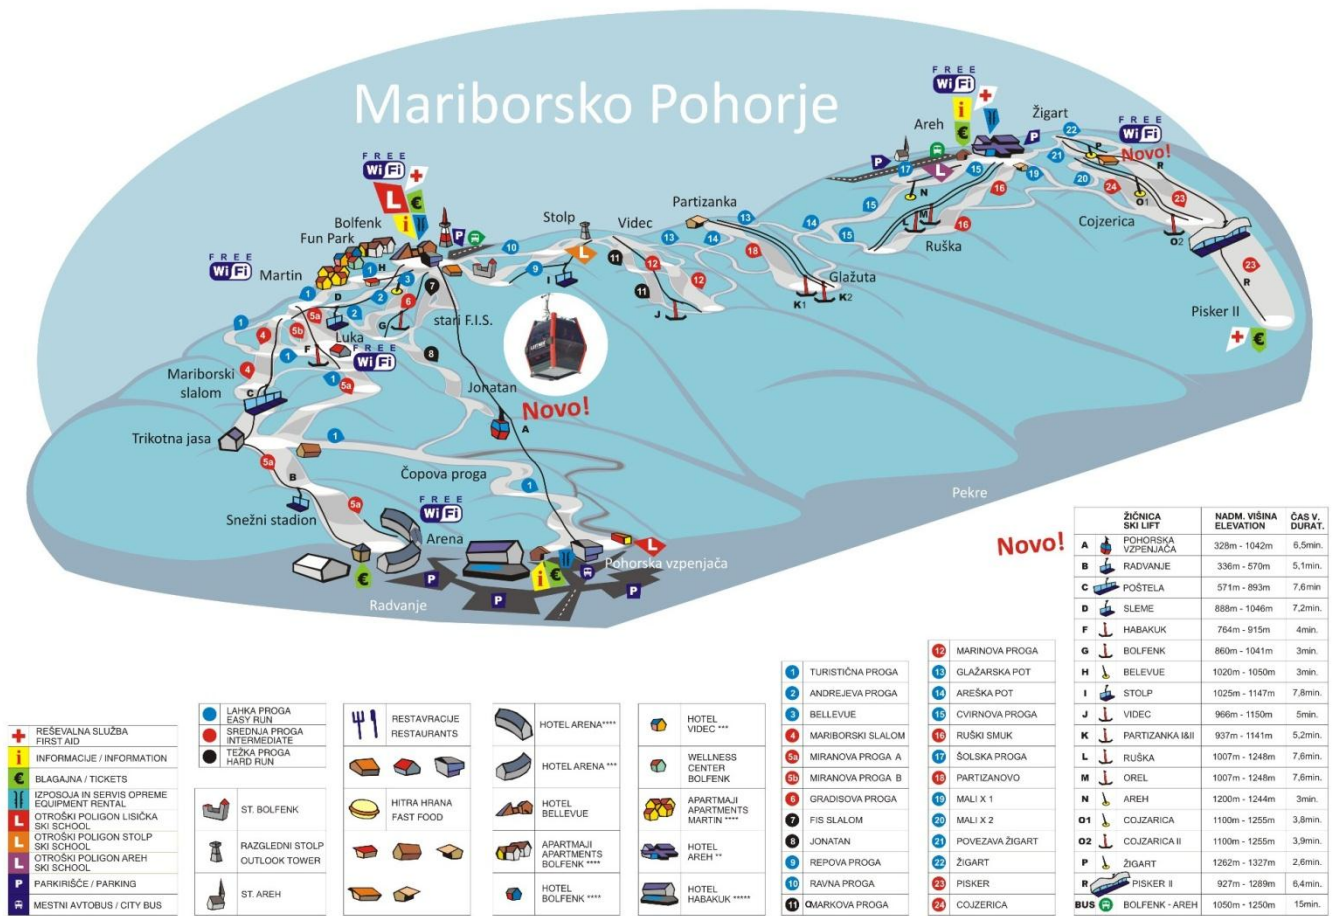 Mariborsko Pohorje
FREE
WiFi
Areh
Žigart
FREE
WiFi
Novo!
FREE
WiFi
Bolfenk
Fun Park
Martin
FREE
WiFi
Stolp
Videc
Partizanka
Ruška
Cojzerica
Glažuta
Pisker II
stari F.I.S.
Luka
FREE
WiFi
Mariborski
slalom
Jonatan
Novo!
Trikotna jasa
Čopova proga
Snežni stadion
FREE
WiFi
Arena
Pohorska vzpenjača
Radvanje
Pekre
Novo!
ŽIČNICA
SKI LIFT
NADM. VIŠINA
ELEVATION
ČAS V.
DURAT.
A POHORSKA VZPENJAČA 328m - 1042m 6,5min.
B RADVANJE 336m - 570m 5,1min.
C POŠTELA 571m - 893m 7,6min
D SLEME 888m - 1046m 7,2min.
F HABAKUK 764m - 915m 4min.
G BOLFENK 860m - 1041m 3min.
H BELEVUE 1020m - 1050m 3min.
I STOLP 1025m - 1147m 7,8min.
J VIDEC 966m - 1150m 5min.
K PARTIZANKA I&II 937m - 1141m 5,2min.
L RUŠKA 1007m - 1248m 7,6min.
M OREL 1007m - 1248m 7,6min.
N AREH 1200m - 1244m 3min.
O1 COJZARICA 1100m - 1255m 3,8min.
O2 COJZARICA II 1100m - 1255m 3,9min.
P ŽIGART 1262m - 1327m 2,6min.
R PISKER II 927m - 1289m 6,4min.
BUS BOLFENK - AREH 1050m - 1250m 15min.
REŠEVALNA SLUŽBA
FIRST AID
INFORMACIJE / INFORMATION
BLAGAJNA / TICKETS
IZPOSOJA IN SERVIS OPREME
EQUIPMENT RENTAL
L OTROŠKI POLIGON LISIČKA
SKI SCHOOL
L OTROŠKI POLIGON STOLP
SKI SCHOOL
L OTROŠKI POLIGON AREH
SKI SCHOOL
P PARKIRIŠČE / PARKING
MESTNI AVTOBUS / CITY BUS
LAHKA PROGA
EASY RUN
SREDNJA PROGA
INTERMEDIATE
TEŽKA PROGA
HARD RUN
ST. BOLFENK
RAZGLEDNI STOLP
OUTLOOK TOWER
ST. AREH
RESTAVRACIJE
RESTAURANTS
HITRA HRANA
FAST FOOD
HOTEL ARENA****
HOTEL ARENA ***
HOTEL
BELLEVUE
APARTMAJI
APARTMENTS
BOLFENK ****
HOTEL
BOLFENK ****
HOTEL
VIDEC ***
WELLNESS
CENTER
BOLFENK
APARTMAJI
APARTMENTS
MARTIN ****
HOTEL
AREH **
HOTEL
HABAKUK *****
1 TURISTIČNA PROGA
2 ANDREJEVA PROGA
3 BELLEVUE
4 MARIBORSKI SLALOM
5a MIRANOVA PROGA A
5b MIRANOVA PROGA B
6 GRADISOVA PROGA
7 FIS SLALOM
8 JONATAN
9 REPOVA PROGA
10 RAVNA PROGA
11 MARKOVA PROGA
12 MARINOVA PROGA
13 GLAŽARSKA POT
14 AREŠKA POT
15 CVIRNOVA PROGA
16 RUŠKI SMUK
17 ŠOLSKA PROGA
18 PARTIZANOVO
19 MALI X 1
20 MALI X 2
21 POVEZAVA ŽIGART
22 ŽIGART
23 PISKER
24 COJZERICA